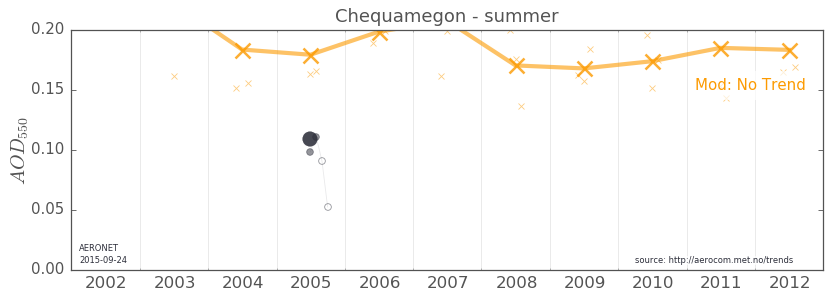 Chequamegon - summer
0.20
0.15
0.10
0.05
0.00
AOD550
Mod: No Trend
AERONET
2015-09-24
source: http://aerocom.met.no/trends
2002 2003 2004 2005 2006 2007 2008 2009 2010 2011 2012